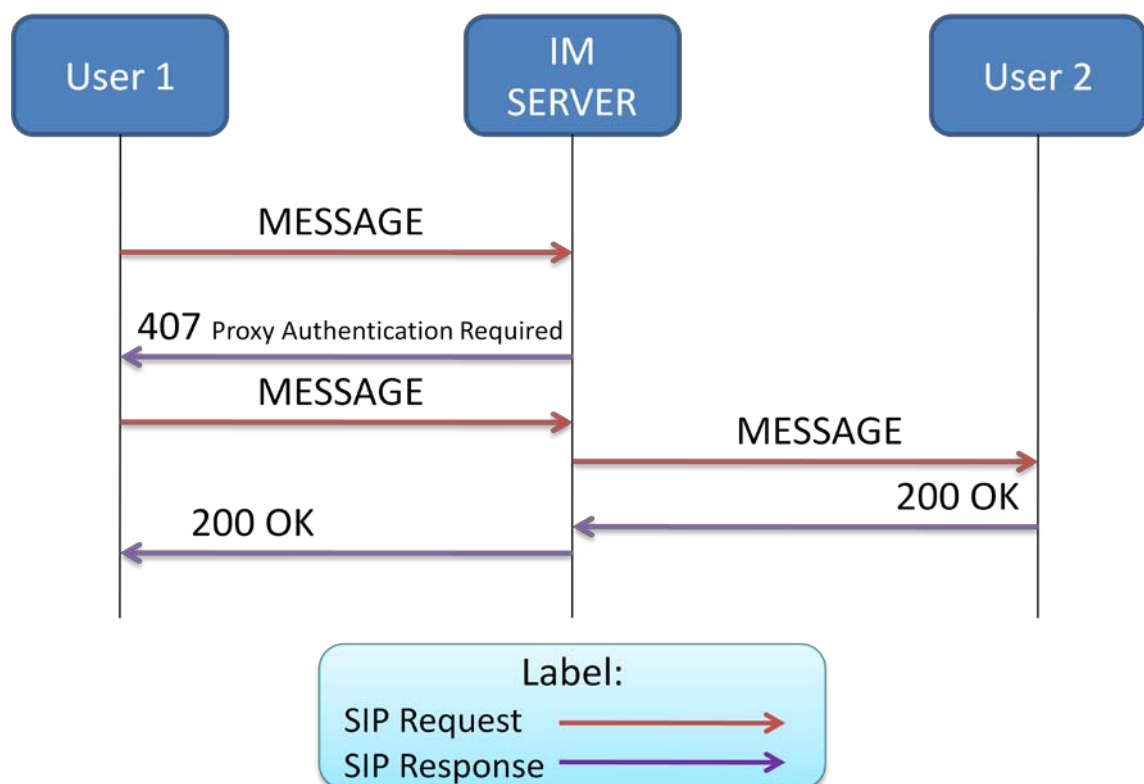 User 1
IM
SERVER
User 2
MESSAGE
407 Proxy Authentication Required
MESSAGE
MESSAGE
200 OK
200 OK
Label:
SIP Request
SIP Response